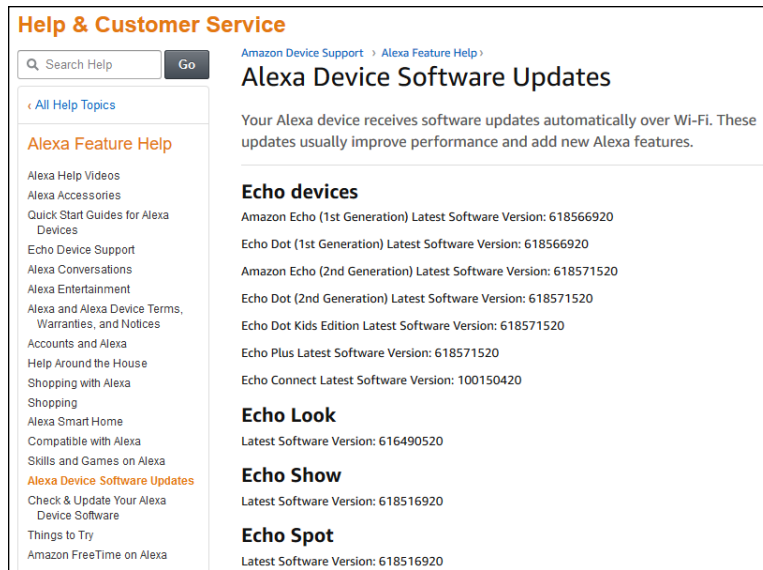 Help & Customer Service
Search Help
Go
‹ All Help Topics
Alexa Feature Help
Alexa Help Videos
Alexa Accessories
Quick Start Guides for Alexa
Devices
Echo Device Support
Alexa Conversations
Alexa Entertainment
Alexa and Alexa Device Terms,
Warranties, and Notices
Accounts and Alexa
Help Around the House
Shopping with Alexa
Shopping
Alexa Smart Home
Compatible with Alexa
Skills and Games on Alexa
Alexa Device Software Updates
Check & Update Your Alexa
Device Software
Things to Try
Amazon FreeTime on Alexa
Amazon Device Support › Alexa Feature Help ›
Alexa Device Software Updates
Your Alexa device receives software updates automatically over Wi-Fi. These
updates usually improve performance and add new Alexa features.
Echo devices
Amazon Echo (1st Generation) Latest Software Version: 618566920
Echo Dot (1st Generation) Latest Software Version: 618566920
Amazon Echo (2nd Generation) Latest Software Version: 618571520
Echo Dot (2nd Generation) Latest Software Version: 618571520
Echo Dot Kids Edition Latest Software Version: 618571520
Echo Plus Latest Software Version: 618571520
Echo Connect Latest Software Version: 100150420
Echo Look
Latest Software Version: 616490520
Echo Show
Latest Software Version: 618516920
Echo Spot
Latest Software Version: 618516920